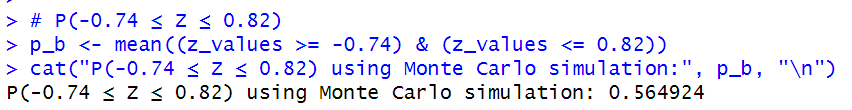 > # P(-0.74 ≤ Z ≤ 0.82)
> p_b <- mean((z_values >= -0.74) & (z_values <= 0.82))
> cat("P(-0.74 ≤ Z ≤ 0.82) using Monte Carlo simulation:", p_b, "\n")
P(-0.74 ≤ Z ≤ 0.82) using Monte Carlo simulation: 0.564924